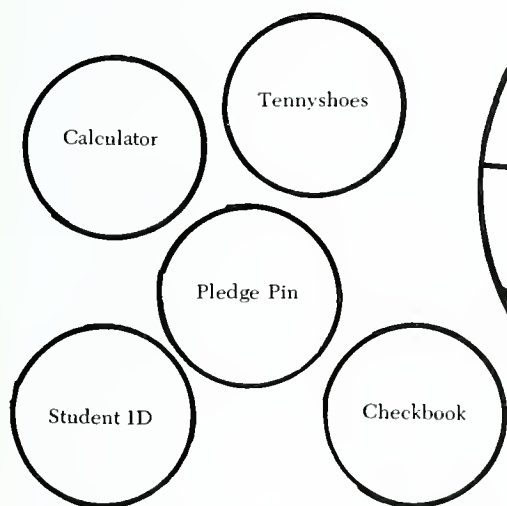 Tennyshoes
Calculator
Pledge Pin
Student ID
Checkbook